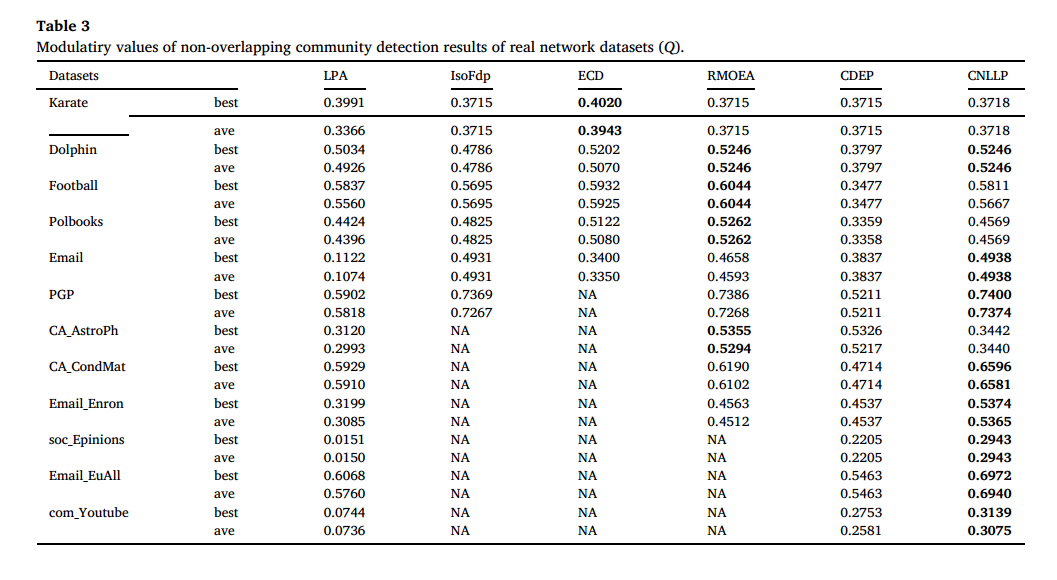 Table 3
Modulatiry values of non-overlapping community detection results of real network datasets (Q).
Datasets LPA IsoFdp ECD RMOEA CDEP CNLLP
Karate best 0.3991 0.3715 0.4020 0.3715 0.3715 0.3718
ave 0.3366 0.3715 0.3943 0.3715 0.3715 0.3718
Dolphin best 0.5034 0.4786 0.5202 0.5246 0.3797 0.5246
ave 0.4926 0.4786 0.5070 0.5246 0.3797 0.5246
Football best 0.5837 0.5695 0.5932 0.6044 0.3477 0.5811
ave 0.5560 0.5695 0.5925 0.6044 0.3477 0.5667
Polbooks best 0.4424 0.4825 0.5122 0.5262 0.3359 0.4569
ave 0.4396 0.4825 0.5080 0.5262 0.3358 0.4569
Email best 0.1122 0.4931 0.3400 0.4658 0.3837 0.4938
ave 0.1074 0.4931 0.3350 0.4593 0.3837 0.4938
PGP best 0.5902 0.7369 NA 0.7386 0.5211 0.7400
ave 0.5818 0.7267 NA 0.7268 0.5211 0.7374
CA_AstroPh best 0.3120 NA NA 0.5355 0.5326 0.3442
ave 0.2993 NA NA 0.5294 0.5217 0.3440
CA_CondMat best 0.5929 NA NA 0.6190 0.4714 0.6596
ave 0.5910 NA NA 0.6102 0.4714 0.6581
Email_Enron best 0.3199 NA NA 0.4563 0.4537 0.5374
ave 0.3085 NA NA 0.4512 0.4537 0.5365
soc_Epinions best 0.0151 NA NA NA 0.2205 0.2943
ave 0.0150 NA NA NA 0.2205 0.2943
Email_EuAll best 0.6068 NA NA NA 0.5463 0.6972
ave 0.5760 NA NA NA 0.5463 0.6940
com_Youtube best 0.0744 NA NA NA 0.2753 0.3139
ave 0.0736 NA NA NA 0.2581 0.3075